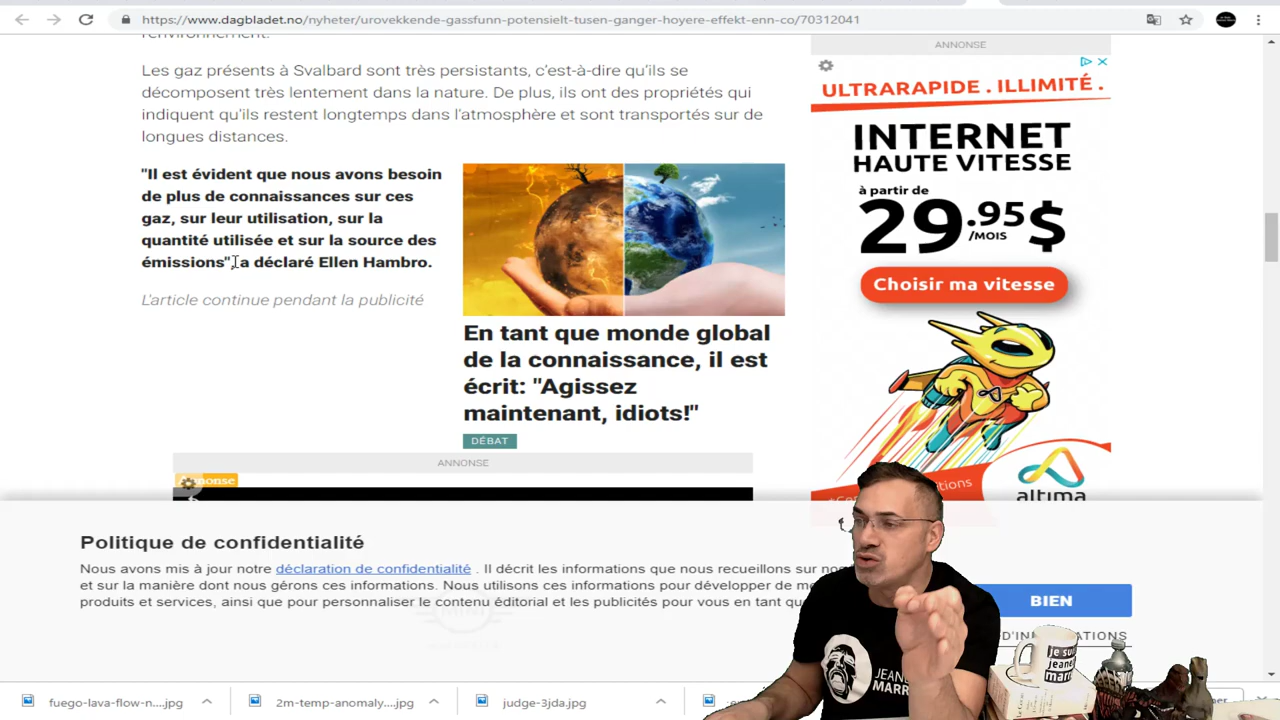 https://www.dagbladet.no/nyheter/urovekkende-gassfunn-potensielt-tusen-ganger-hoyere-effekt-enn-co/70312041
l'environnement.
Les gaz présents à Svalbard sont très persistants, c'est-à-dire qu'ils se
décomposent très lentement dans la nature. De plus, ils ont des propriétés qui
indiquent qu'ils restent longtemps dans l'atmosphère et sont transportés sur de
longues distances.
"Il est évident que nous avons besoin
de plus de connaissances sur ces
gaz, sur leur utilisation, sur la
quantité utilisée et sur la source des
émissions", a déclaré Ellen Hambro.
L'article continue pendant la publicité
En tant que monde global
de la connaissance, il est
écrit: "Agissez
maintenant, idiots!"
DÉBAT
ANNONSE
Annonse
ANNONSE
ULTRARAPIDE . ILLIMITÉ .
INTERNET
HAUTE VITESSE
à partir de
29.95$
/MOIS
Choisir ma vitesse
altima
Politique de confidentialité
Nous avons mis à jour notre déclaration de confidentialité . Il décrit les informations que nous recueillons sur
et sur la manière dont nous gérons ces informations. Nous utilisons ces informations pour développer de
produits et services, ainsi que pour personnaliser le contenu éditorial et les publicités pour vous en tant
BIEN
D'INFORMATIONS
JEANE
MARR
je suis
jeane
marr
fuego-lava-flow-n....jpg
2m-temp-anomaly....jpg
judge-3jda.jpg